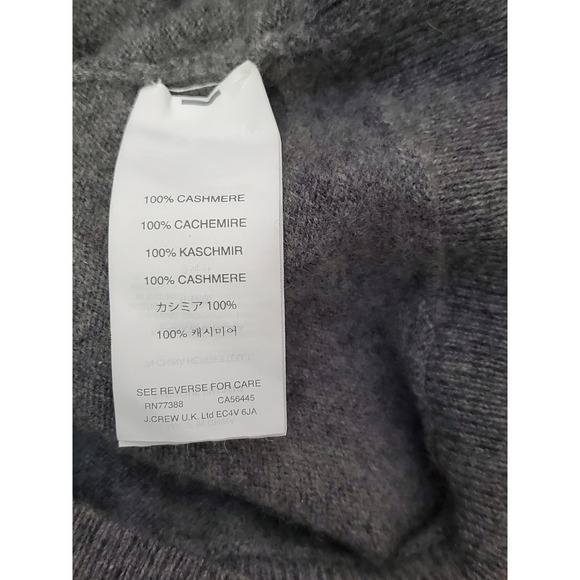 100% CASHMERE
100% CACHEMIRE
100% KASCHMIR
100% CASHMERE
カシミア 100%
100% 캐시미어
SEE REVERSE FOR CARE
RN77388 CA56445
J.CREW U.K. Ltd EC4V 6JA